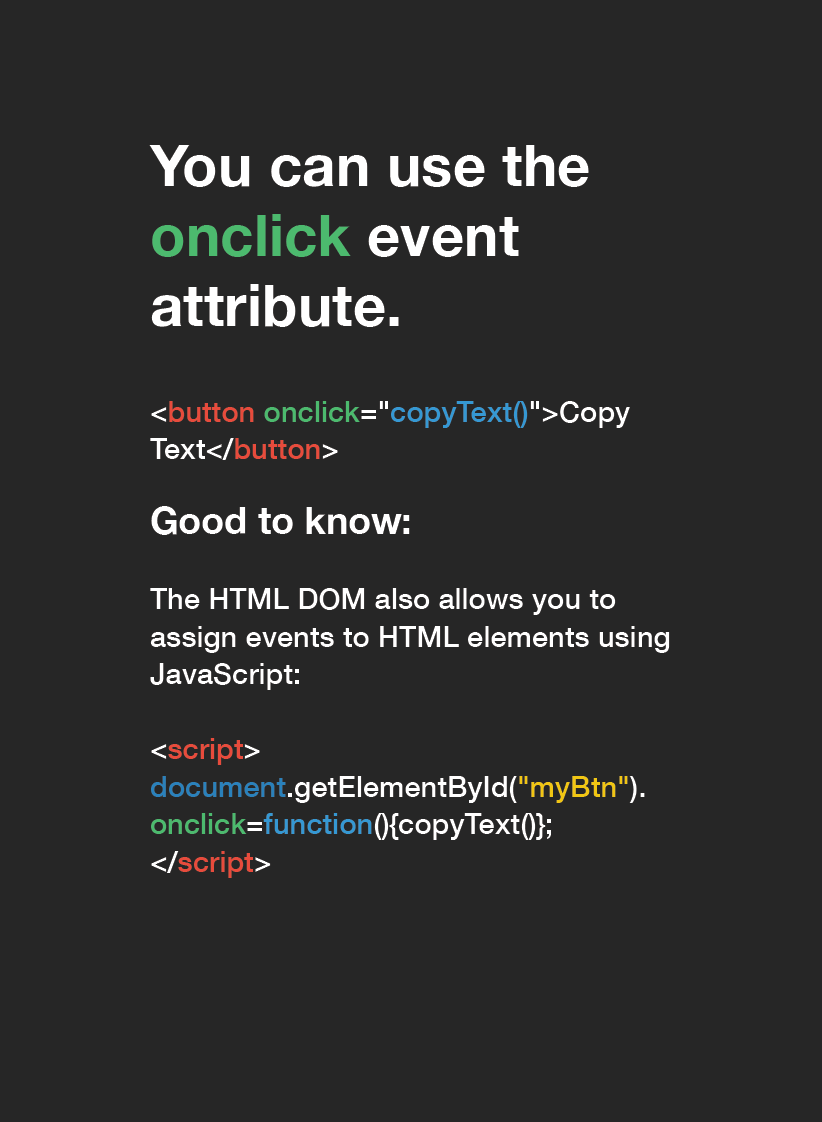 You can use the
onclick event
attribute.
<button onclick="copyText()">Copy
Text</button>
Good to know:
The HTML DOM also allows you to
assign events to HTML elements using
JavaScript:
<script>
document.getElementById("myBtn").
onclick=function(){copyText()};
</script>